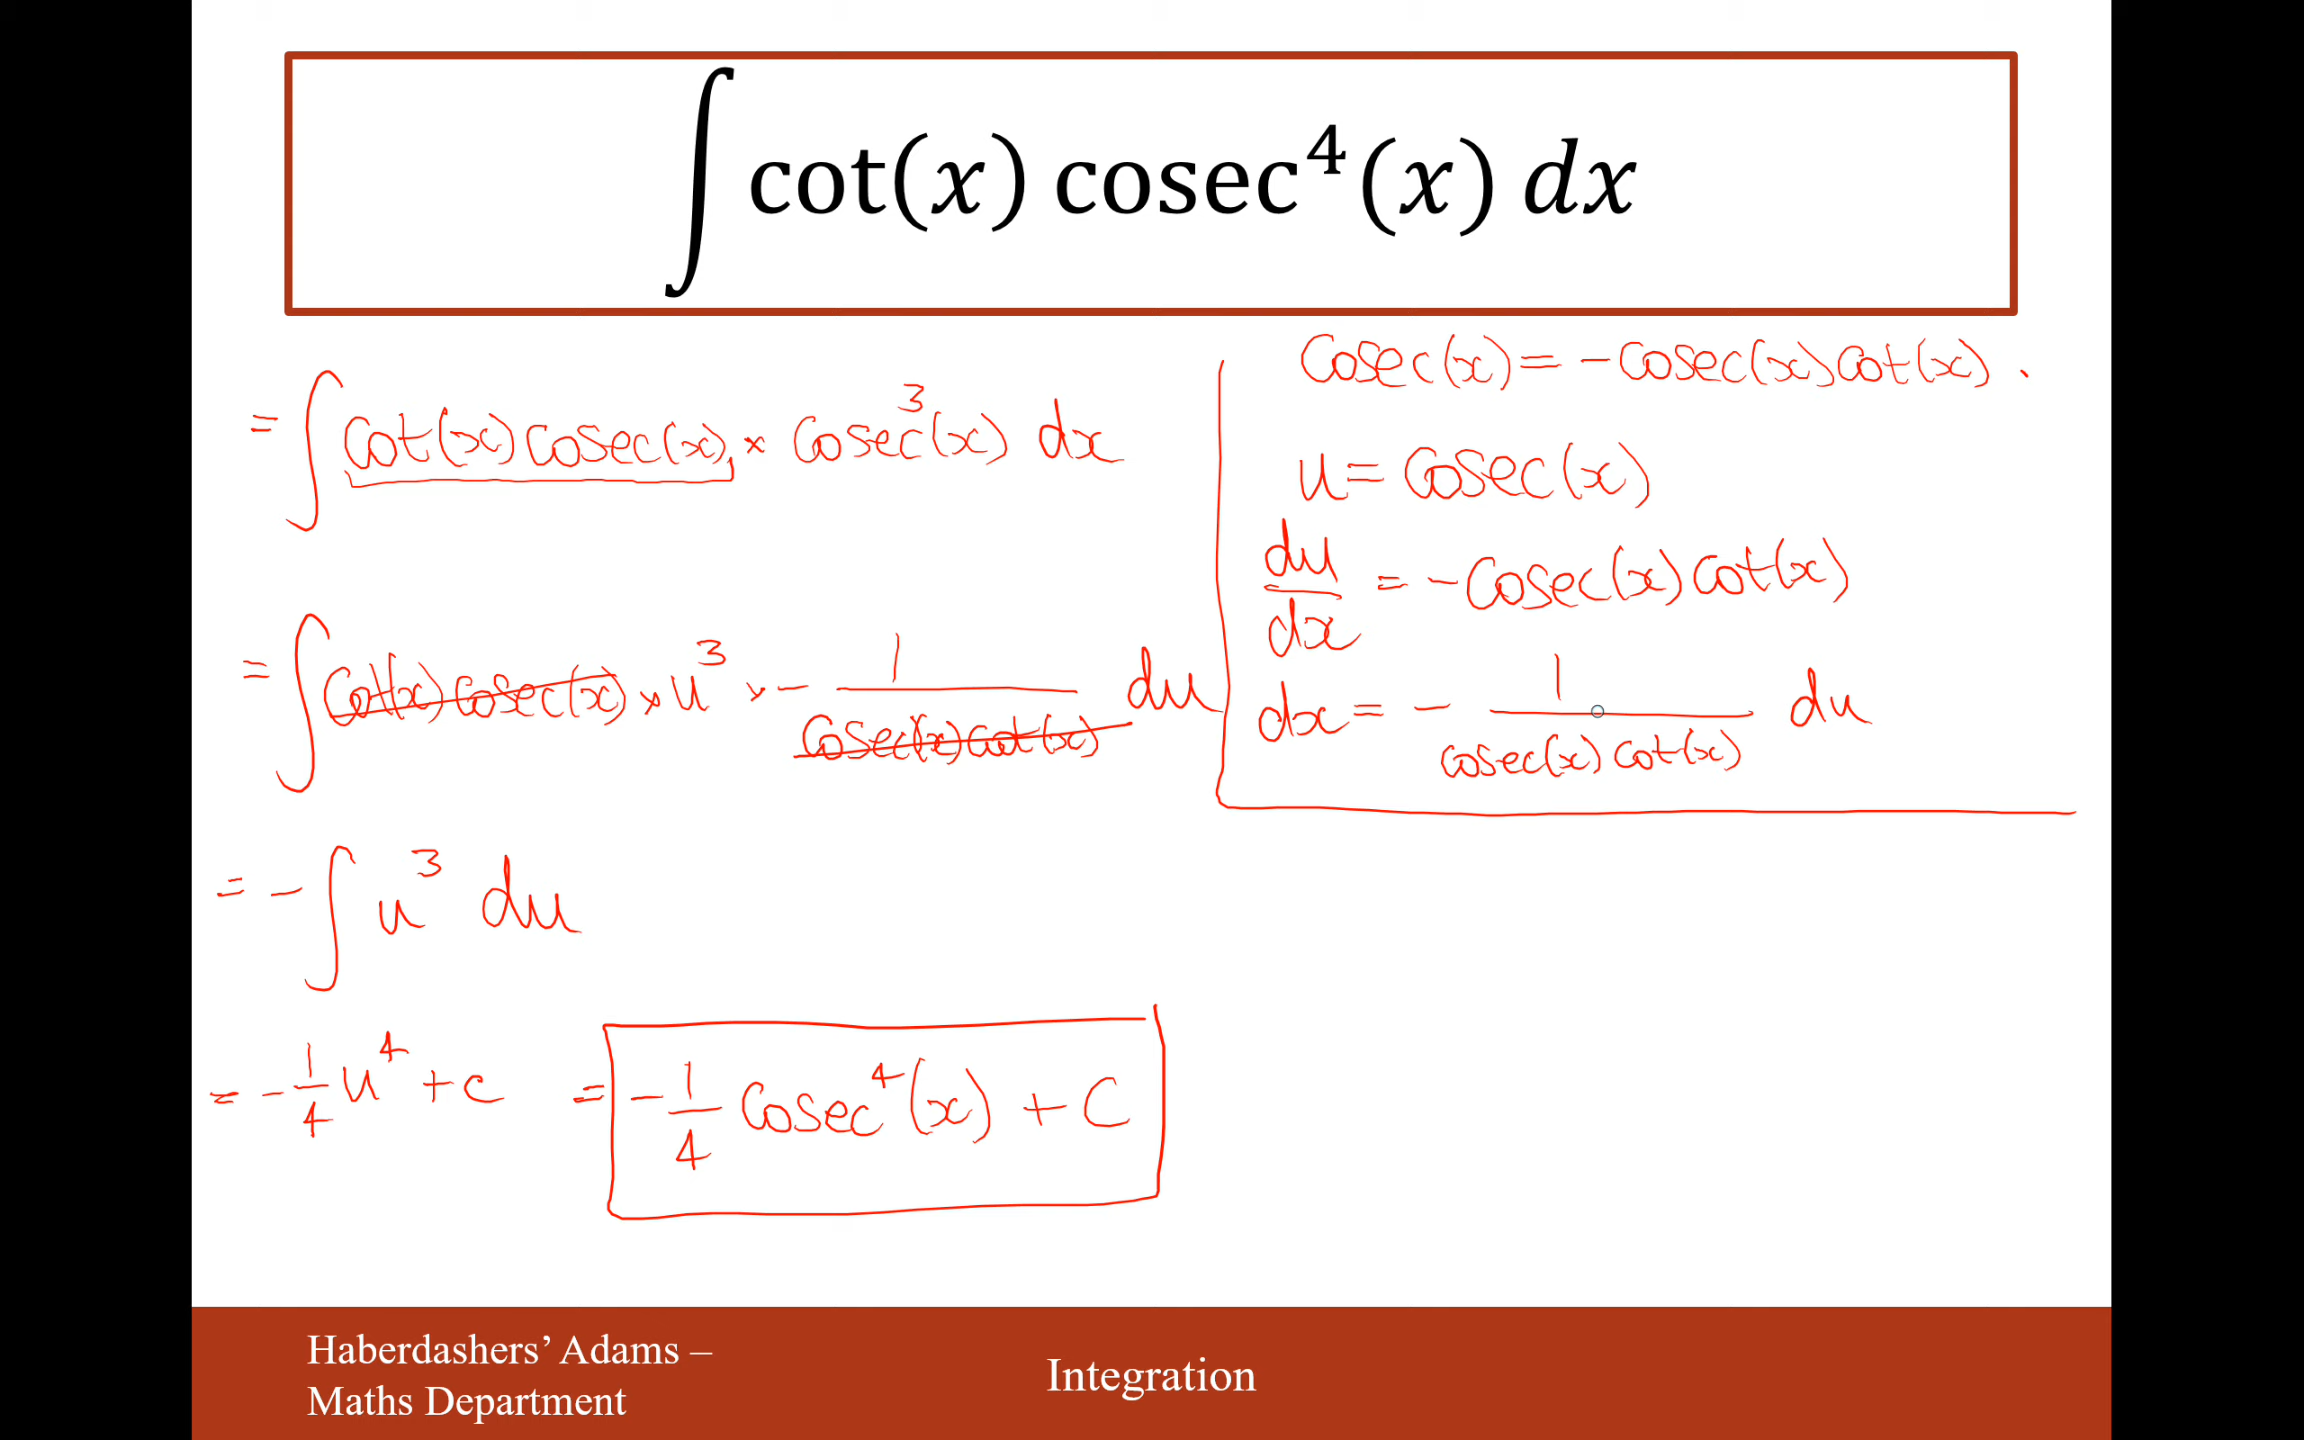 ∫ cot(x) cosec⁴(x) dx
= ∫ cot(x) cosec(x) × cosec³(x) dx
= ∫ cot(x) cosec(x) × u³ × - 1/(cosec(x) cot(x)) du
= - ∫ u³ du
= - 1/4 u⁴ + c = - 1/4 cosec⁴(x) + C
cosec(x) = - cosec(x) cot(x).
u = cosec(x)
du/dx = - cosec(x) cot(x)
dx = - 1/(cosec(x) cot(x)) du
Haberdashers’ Adams –
Maths Department
Integration